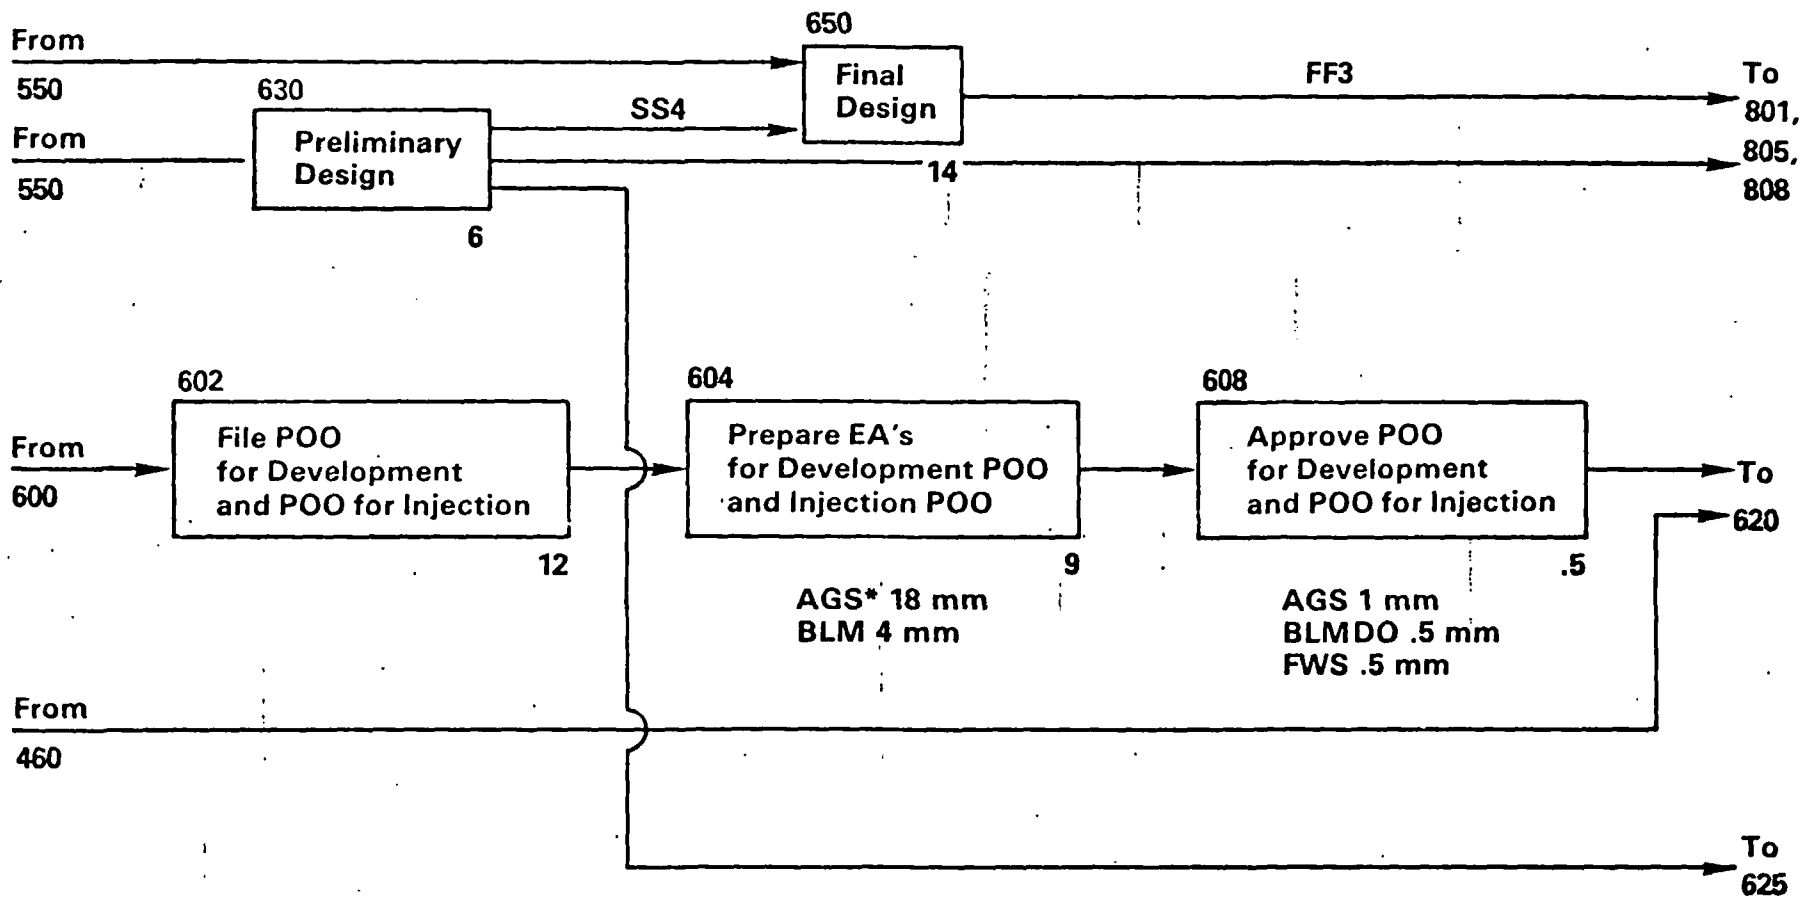 650
From
550
Final
Design
FF3
To
801,
805,
808
630
SS4
From
550
Preliminary
Design
14
6
602
604
608
From
600
File POO
for Development
and POO for Injection
12
Prepare EA's
for Development POO
and Injection POO
9
AGS* 18 mm
BLM 4 mm
Approve POO
for Development
and POO for Injection
.5
AGS 1 mm
BLMDO .5 mm
FWS .5 mm
To
620
From
460
To
625